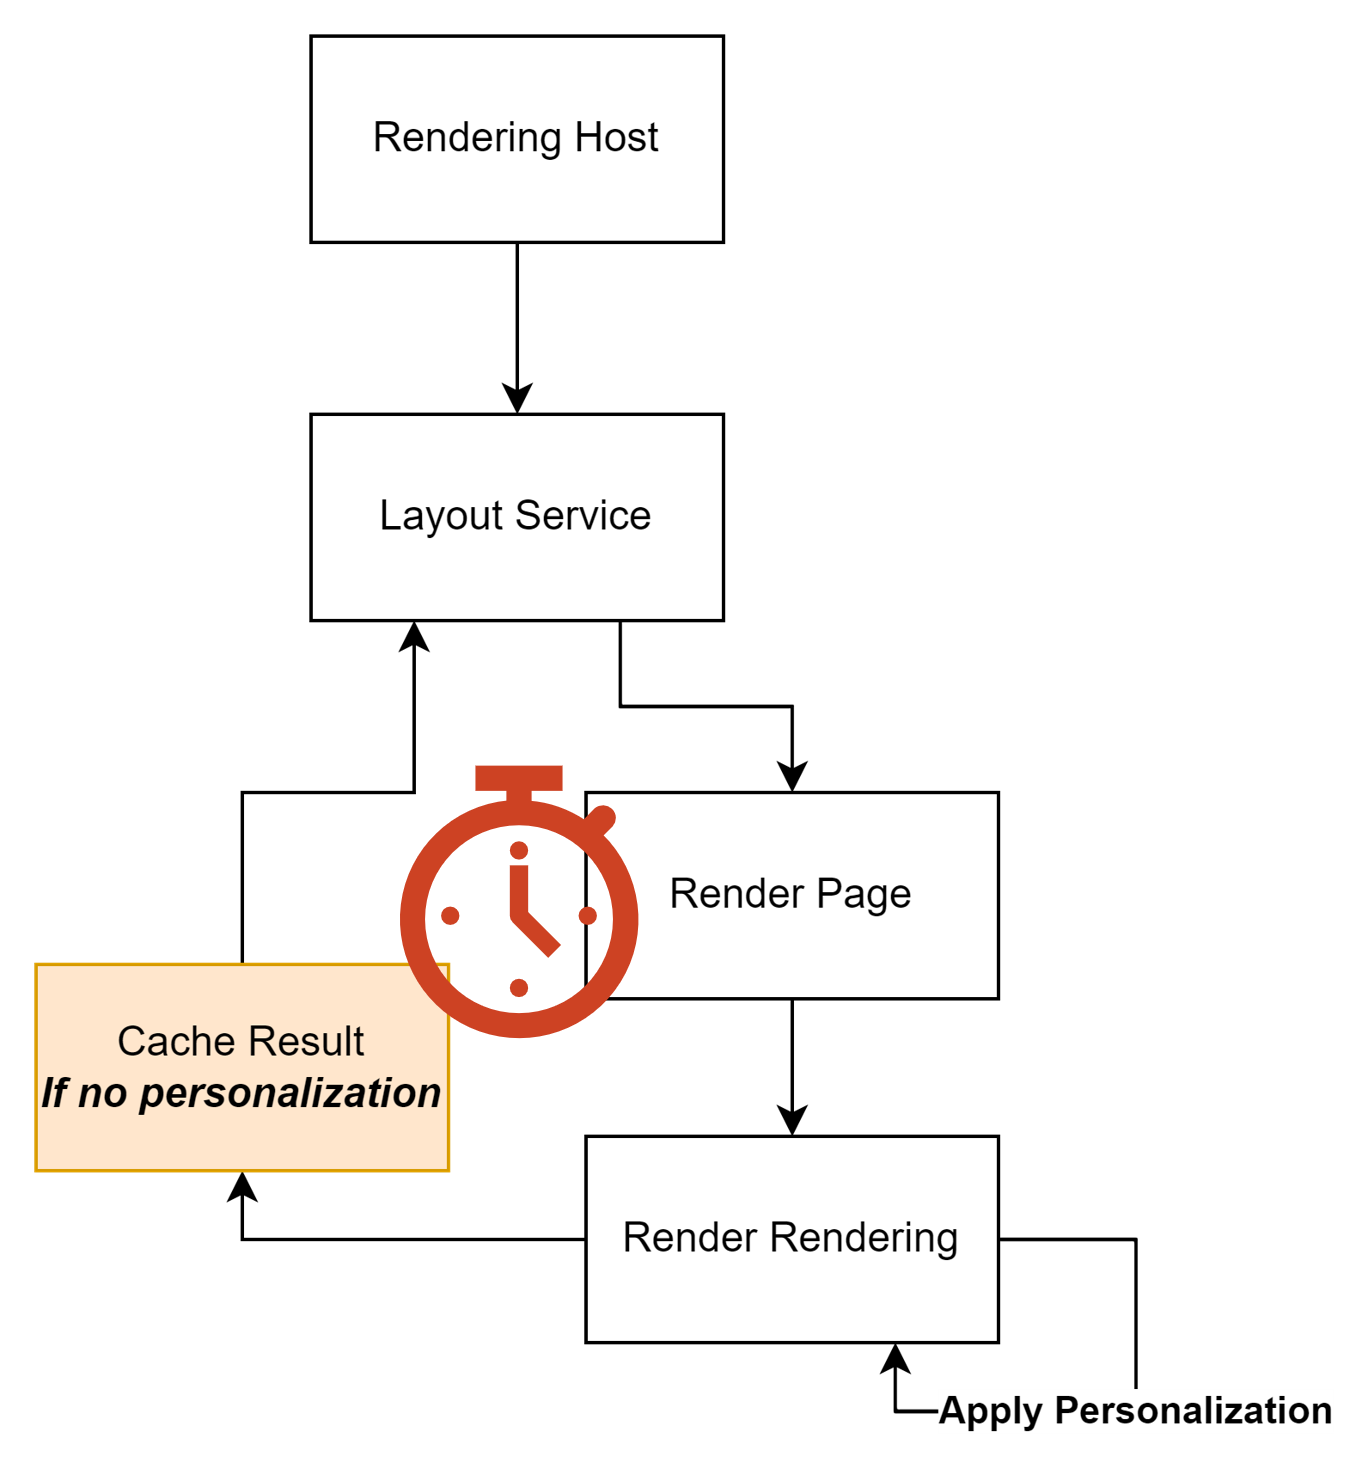 Rendering Host
Layout Service
Render Page
Cache Result
If no personalization
Render Rendering
Apply Personalization